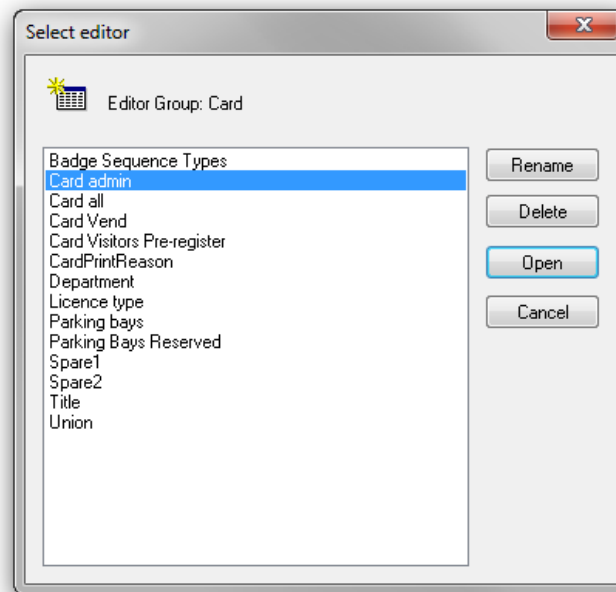 Select editor
Editor Group: Card
Badge Sequence Types
Card admin
Card all
Card Vend
Card Visitors Pre-register
CardPrintReason
Department
Licence type
Parking bays
Parking Bays Reserved
Spare1
Spare2
Title
Union
Rename
Delete
Open
Cancel